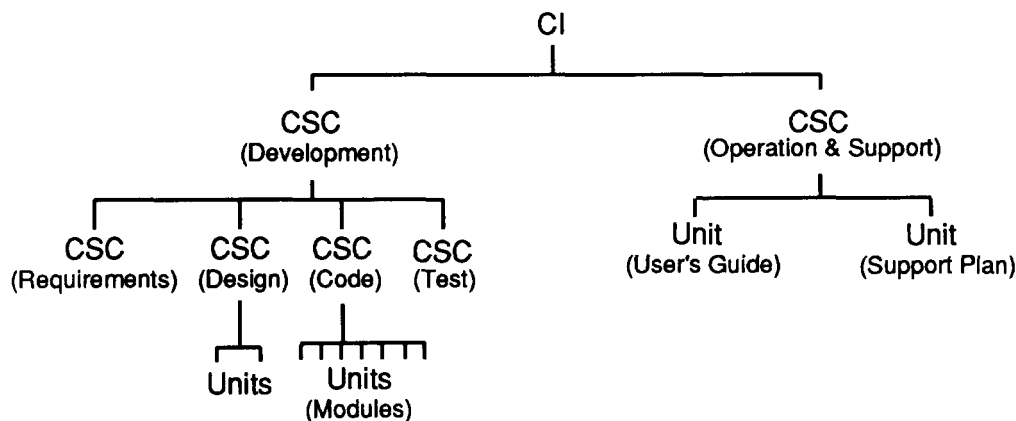 CI
CSC
(Development)
CSC
(Operation & Support)
CSC
(Requirements)
CSC
(Design)
CSC
(Code)
CSC
(Test)
Unit
(User's Guide)
Unit
(Support Plan)
Units
Units
(Modules)